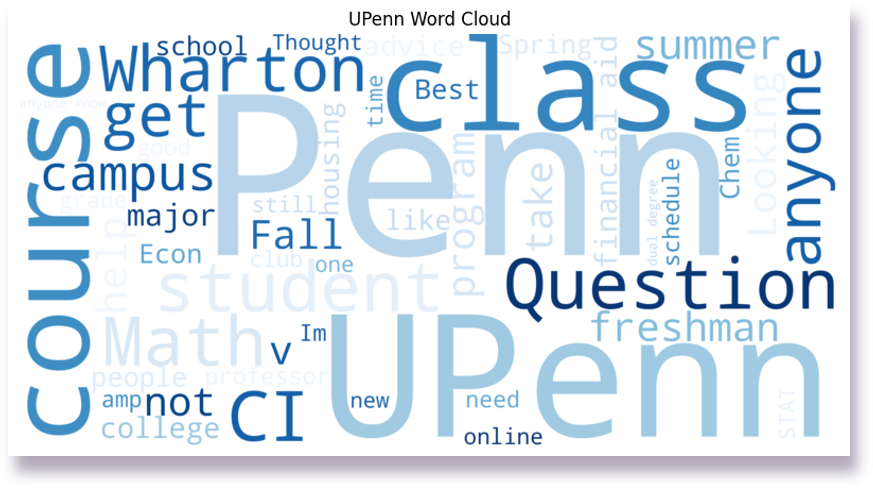 UPenn Word Cloud
school
Thought
advice
Spring
aid
summer
course
Wharton
time
Best
class
anyone
anyone know
get
Penn
housing
program
take
financial
Chem
Looking
good
campus
grade
major
still
like
dual degree
schedule
help
Econ
Fall
club
one
student
Question
Math
v
Im
UPenn
freshman
people
professor
amp
not
CI
new
need
STAT
college
online